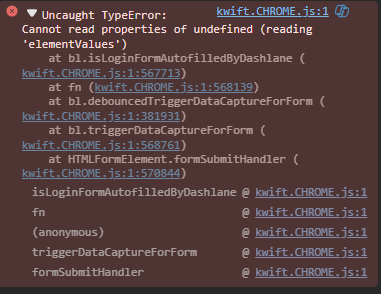 Uncaught TypeError: kwift.CHROME.js:1
Cannot read properties of undefined (reading
'elementValues')
at bl.isLoginFormAutofilledByDashlane (
kwift.CHROME.js:1:567713)
at fn (kwift.CHROME.js:1:568139)
at bl.debouncedTriggerDataCaptureForForm (
kwift.CHROME.js:1:381931)
at bl.triggerDataCaptureForForm (
kwift.CHROME.js:1:568761)
at HTMLFormElement.formSubmitHandler (
kwift.CHROME.js:1:570844)
isLoginFormAutofilledByDashlane @ kwift.CHROME.js:1
fn @ kwift.CHROME.js:1
(anonymous) @ kwift.CHROME.js:1
triggerDataCaptureForForm @ kwift.CHROME.js:1
formSubmitHandler @ kwift.CHROME.js:1